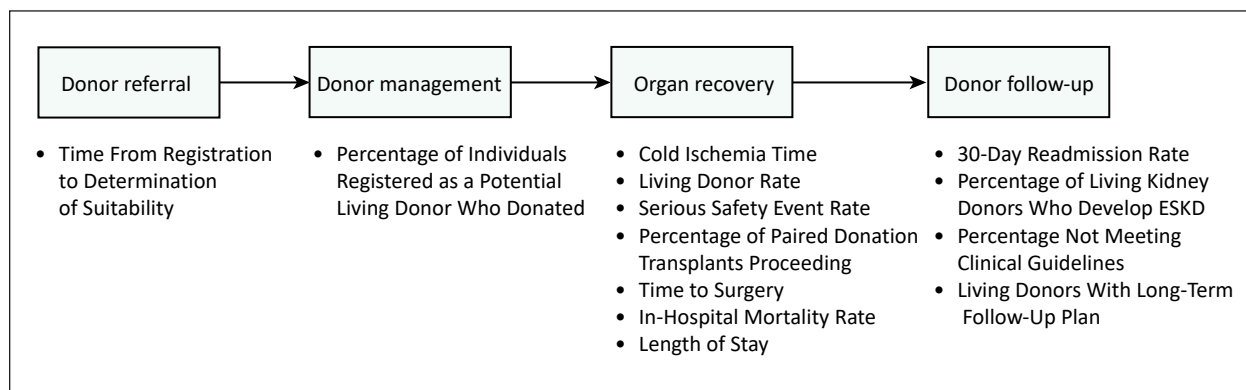 Donor referral
Donor management
Organ recovery
Donor follow-up
• Time From Registration
to Determination
of Suitability
• Percentage of Individuals
Registered as a Potential
Living Donor Who Donated
• Cold Ischemia Time
• Living Donor Rate
• Serious Safety Event Rate
• Percentage of Paired Donation
Transplants Proceeding
• Time to Surgery
• In-Hospital Mortality Rate
• Length of Stay
• 30-Day Readmission Rate
• Percentage of Living Kidney
Donors Who Develop ESKD
• Percentage Not Meeting
Clinical Guidelines
• Living Donors With Long-Term
Follow-Up Plan